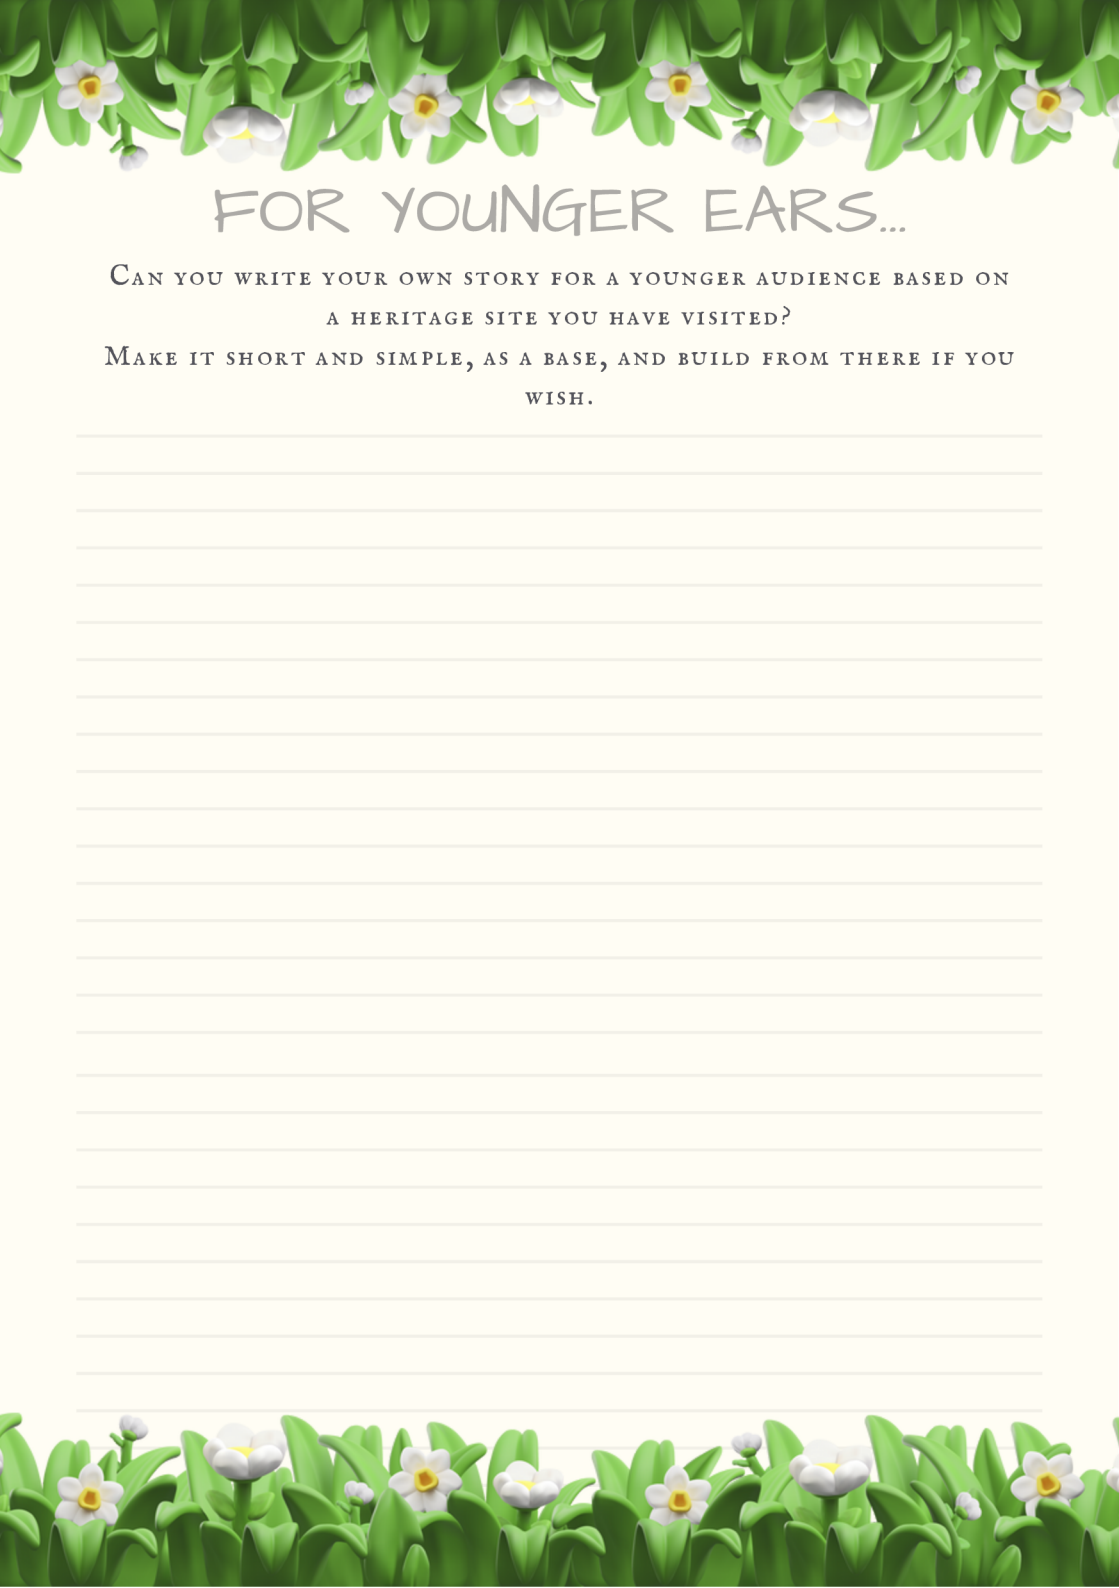 FOR YOUNGER EARS...
Can you write your own story for a younger audience based on
a heritage site you have visited?
Make it short and simple, as a base, and build from there if you
wish.